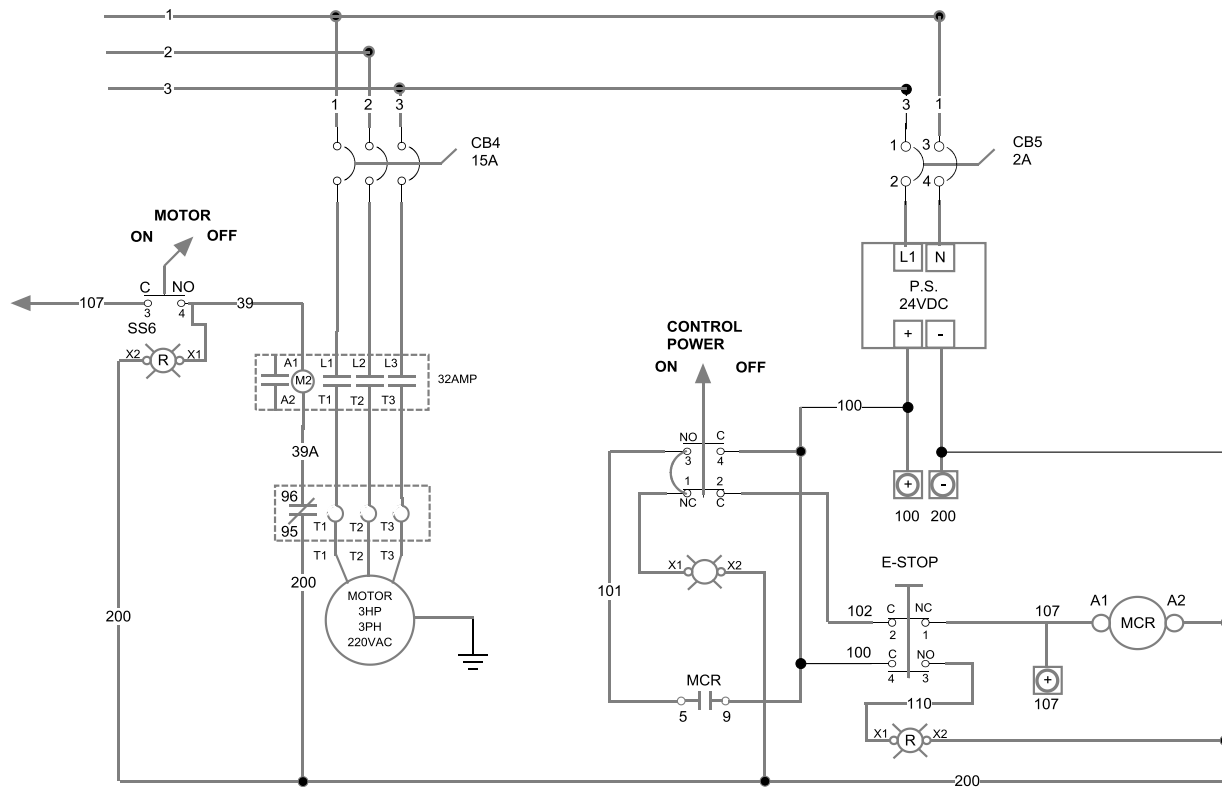 1
2
3
1 2 3
3 1
CB4
15A
1 3
CB5
2A
2 4
MOTOR
ON OFF
L1 N
P.S.
24VDC
+ -
C NO
107 39
3 4
SS6
X2 R X1
CONTROL
POWER
ON OFF
A1 L1 L2 L3
M2
32AMP
A2 T1 T2 T3
100
39A
NO C
3 4
1 2
NC C
+ -
100 200
96
95 T1 T2 T3
T1 T2 T3
200
MOTOR
3HP
3PH
220VAC
200
X1 X2
101
E-STOP
102 C NC 107 A1 A2
2 1 MCR
100 C NO
4 3
+
107
MCR
5 9
110
X1 R X2
200